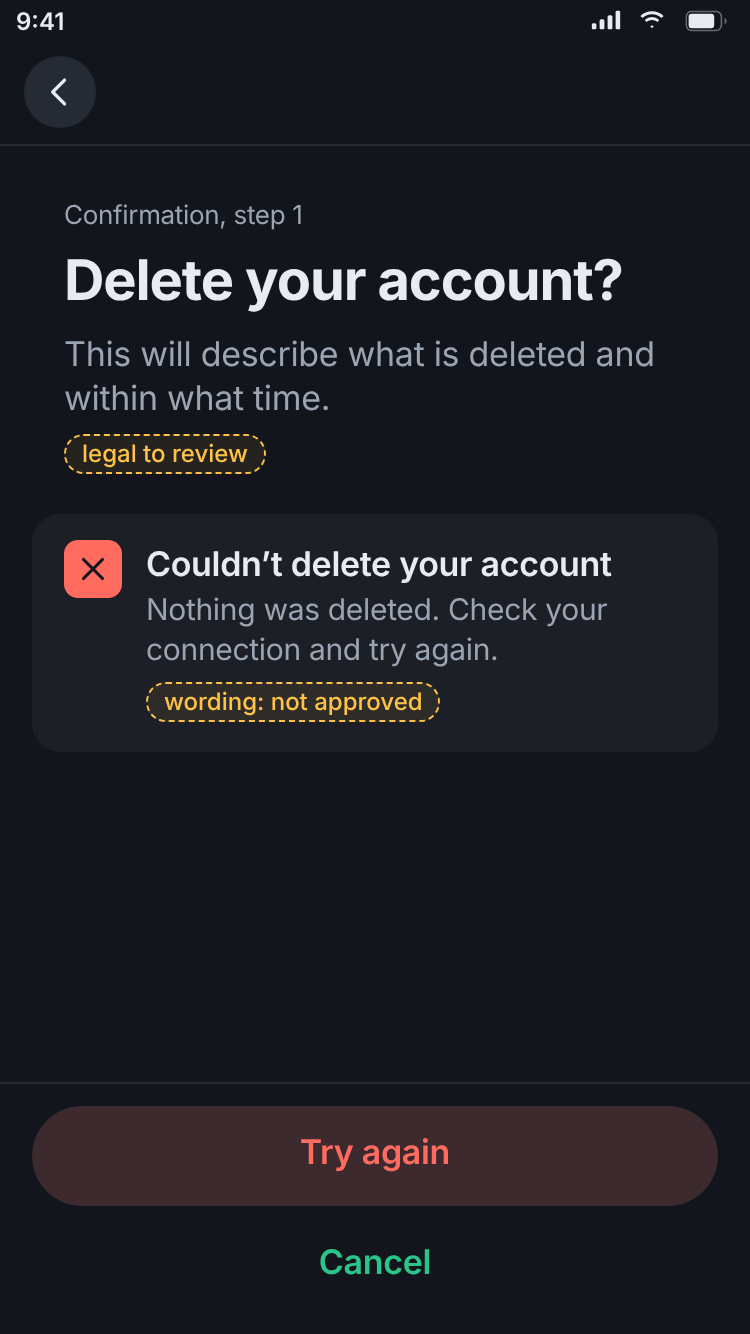 9:41
Confirmation, step 1
Delete your account?
This will describe what is deleted and
within what time.
legal to review
Couldn’t delete your account
Nothing was deleted. Check your
connection and try again.
wording: not approved
Try again
Cancel